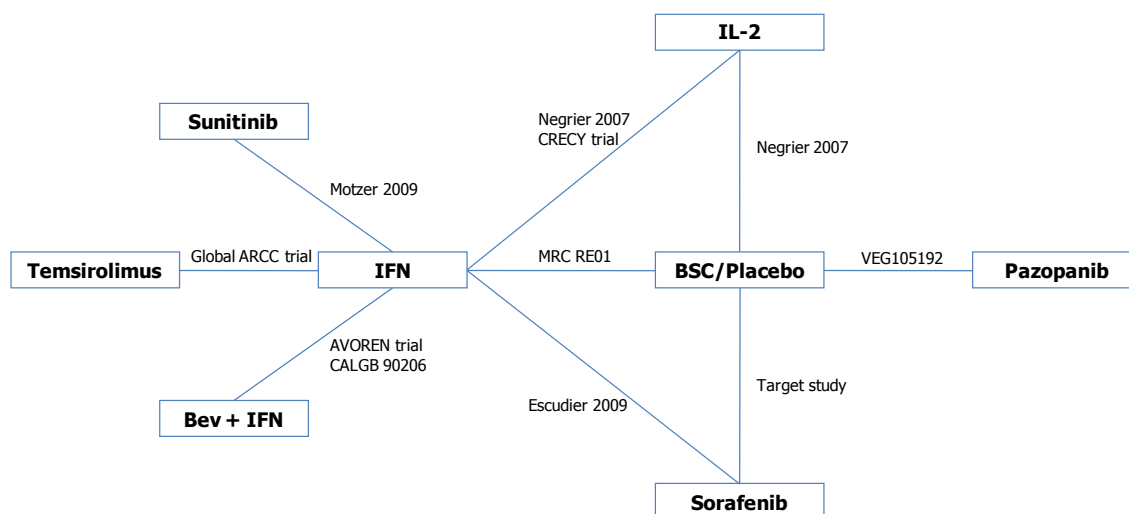 IL-2
Sunitinib
Negrier 2007
CRECY trial
Negrier 2007
Motzer 2009
Temsirolimus
Global ARCC trial
IFN
MRC RE01
BSC/Placebo
VEG105192
Pazopanib
AVOREN trial
CALGB 90206
Bev + IFN
Escudier 2009
Target study
Sorafenib